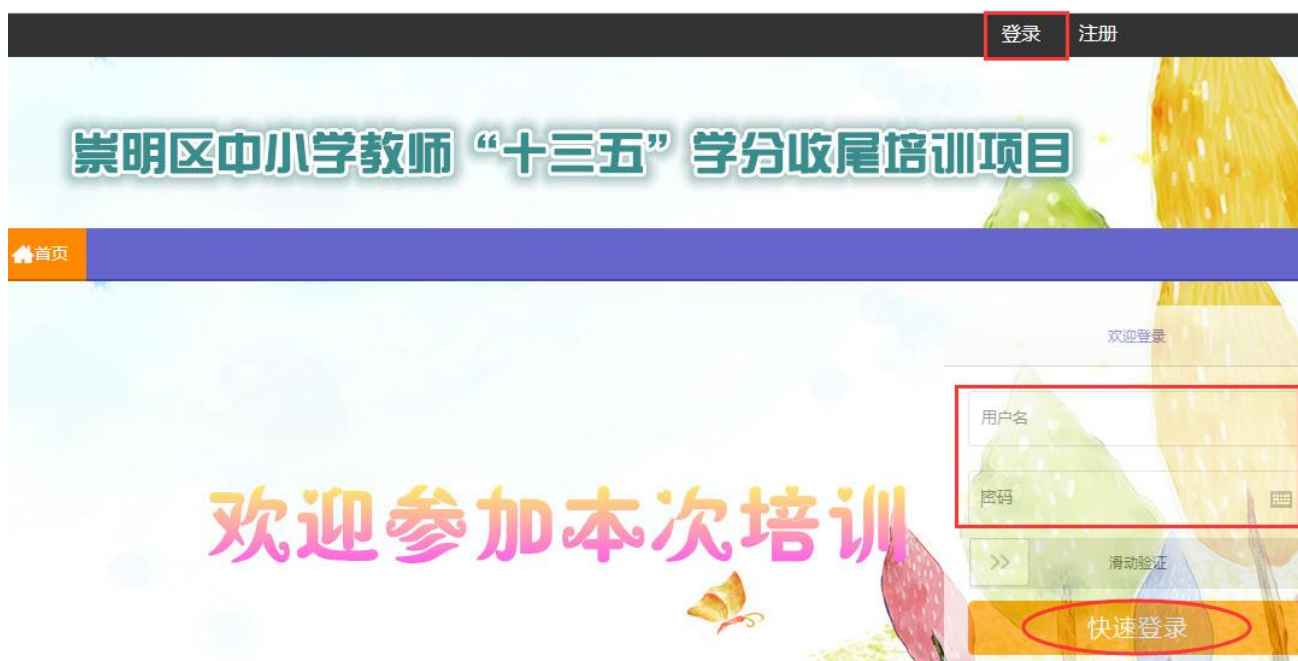 登录 注册
崇明区中小学教师“十三五”学分收尾培训项目
首页
欢迎登录
用户名
密码
欢迎参加本次培训
>> 滑动验证
快速登录